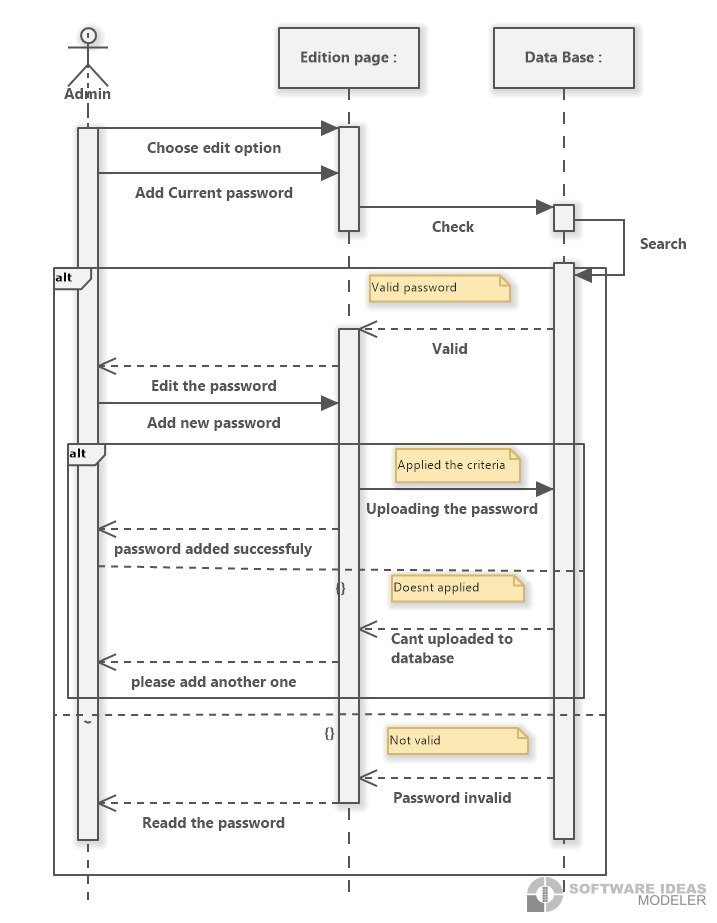 Edition page :
Data Base :
Admin
Choose edit option
Add Current password
Check
Search
alt
Valid password
Valid
Edit the password
Add new password
alt
Applied the criteria
Uploading the password
password added successfuly
{}
Doesnt applied
Cant uploaded to
database
please add another one
{}
Not valid
Password invalid
Readd the password
SOFTWARE IDEAS
MODELER